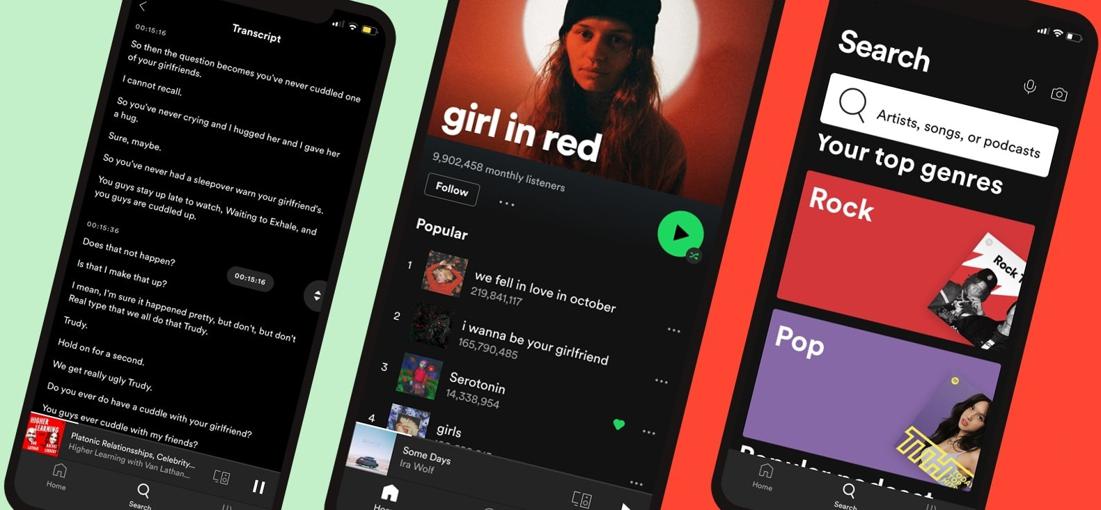 Transcript
00:15:16
So then the question becomes you've never cuddled one
of your girlfriends.
I cannot recall.
So you've never crying and I hugged her and I gave her
a hug.
Sure, maybe.
So you've never had a sleepover warn your girlfriend's.
You guys stay up late to watch, Waiting to Exhale, and
you guys are cuddled up.
00:15:36
Does that not happen?
Is that I make that up?
00:15:16
I mean, I'm sure it happened pretty, but don't, but don't
Real type that we all do that Trudy.
Trudy.
Hold on for a second.
We get really ugly Trudy.
Do you ever do have a cuddle with your girlfriend?
You guys ever cuddle with my friends?
HIGHER
LEARNING
Platonic Relationships, Celebrity...
Higher Learning with Van Lathan...
Home
Search
girl in red
9,902,458 monthly listeners
Follow
Popular
1
we fell in love in october
219,841,117
2
i wanna be your girlfriend
165,790,485
3
Serotonin
14,338,954
4
girls
Some Days
Ira Wolf
Search
Artists, songs, or podcasts
Your top genres
Rock
Rock
Pop
Home
Search